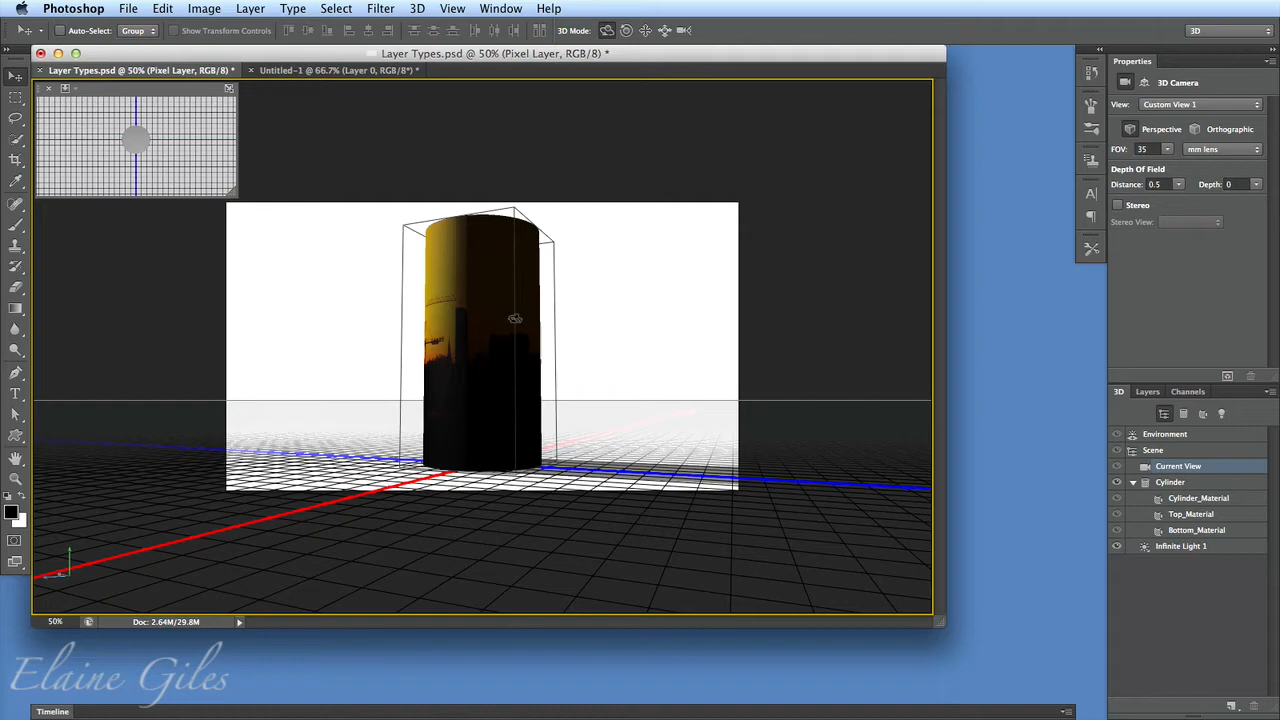 Photoshop File Edit Image Layer Type Select Filter 3D View Window Help
Auto-Select: Group Show Transform Controls 3D Mode: 3D
Layer Types.psd @ 50% (Pixel Layer, RGB/8) *
Layer Types.psd @ 50% (Pixel Layer, RGB/8) * Untitled-1 @ 66.7% (Layer 0, RGB/8*) *
Properties
3D Camera
View: Custom View 1
Perspective Orthographic
FOV: 35 mm lens
Depth Of Field
Distance: 0.5 Depth: 0
Stereo
Stereo View:
3D Layers Channels
Environment
Scene
Current View
Cylinder
Cylinder_Material
Top_Material
Bottom_Material
Infinite Light 1
50% Doc: 2.64M/29.8M
Elaine Giles
Timeline